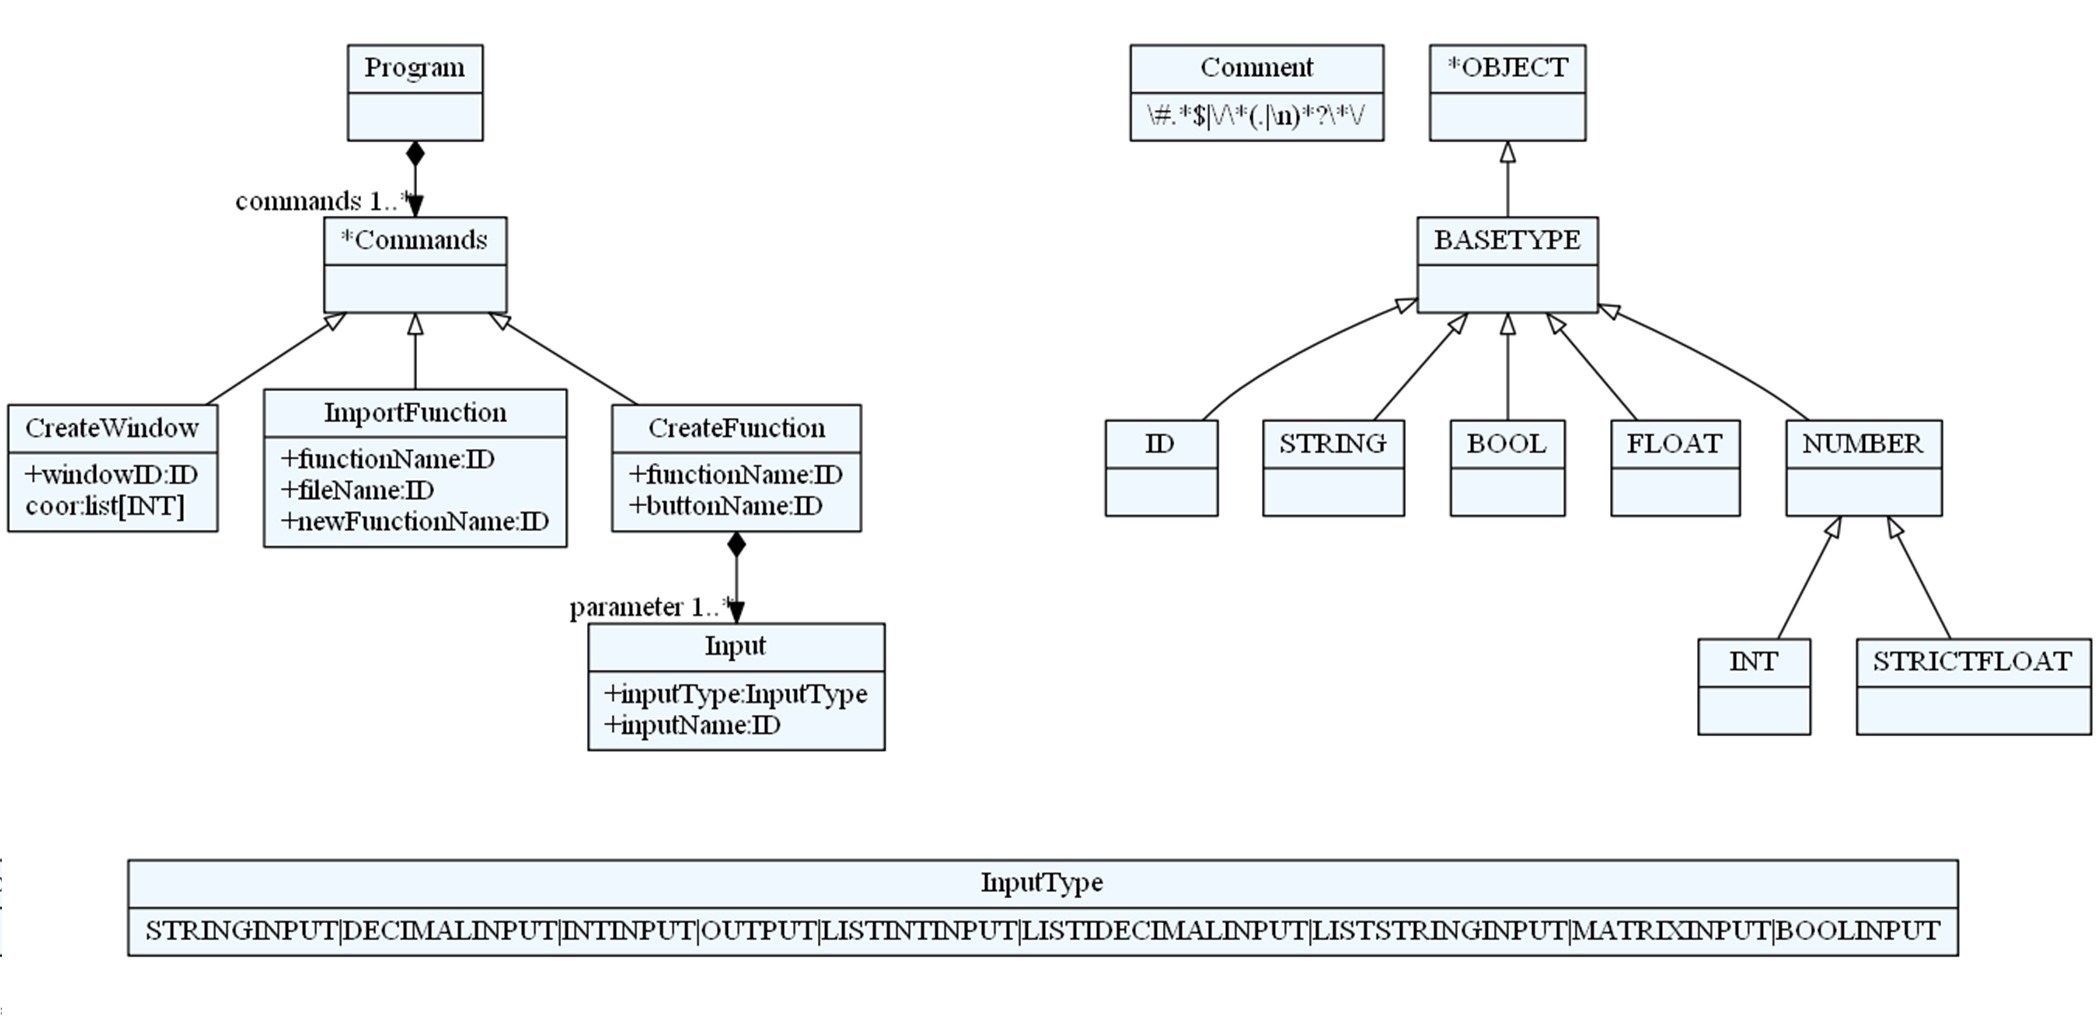 Program
commands 1..*
*Commands
CreateWindow
+windowID:ID
coor:list[INT]
ImportFunction
+functionName:ID
+fileName:ID
+newFunctionName:ID
CreateFunction
+functionName:ID
+buttonName:ID
parameter 1..*
Input
+inputType:InputType
+inputName:ID
Comment
\#.*$|\/\*(.|\n)*?\*\/
*OBJECT
BASETYPE
ID
STRING
BOOL
FLOAT
NUMBER
INT
STRICTFLOAT
InputType
STRINGINPUT|DECIMALINPUT|INTINPUT|OUTPUT|LISTINTINPUT|LISTIDECIMALINPUT|LISTSTRINGINPUT|MATRIXINPUT|BOOLINPUT